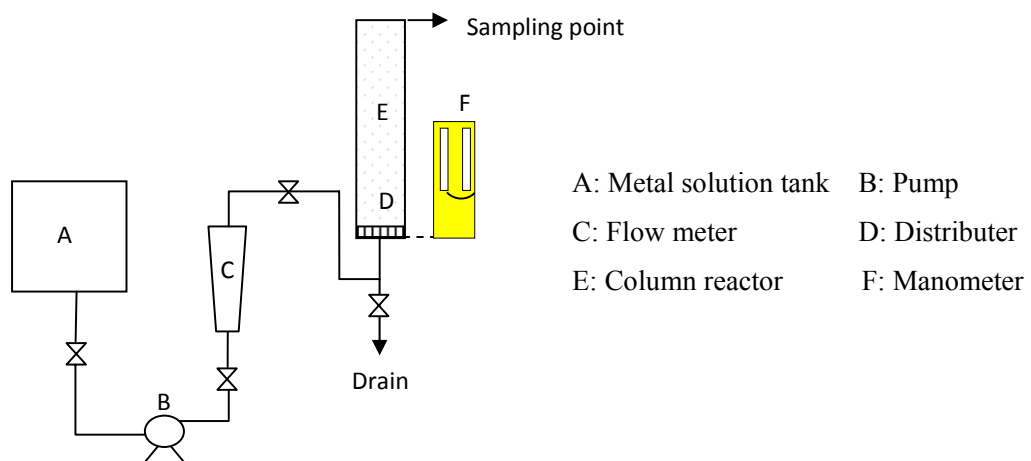 Sampling point
E
F
D
A
C
B
Drain
A: Metal solution tank B: Pump
C: Flow meter D: Distributer
E: Column reactor F: Manometer